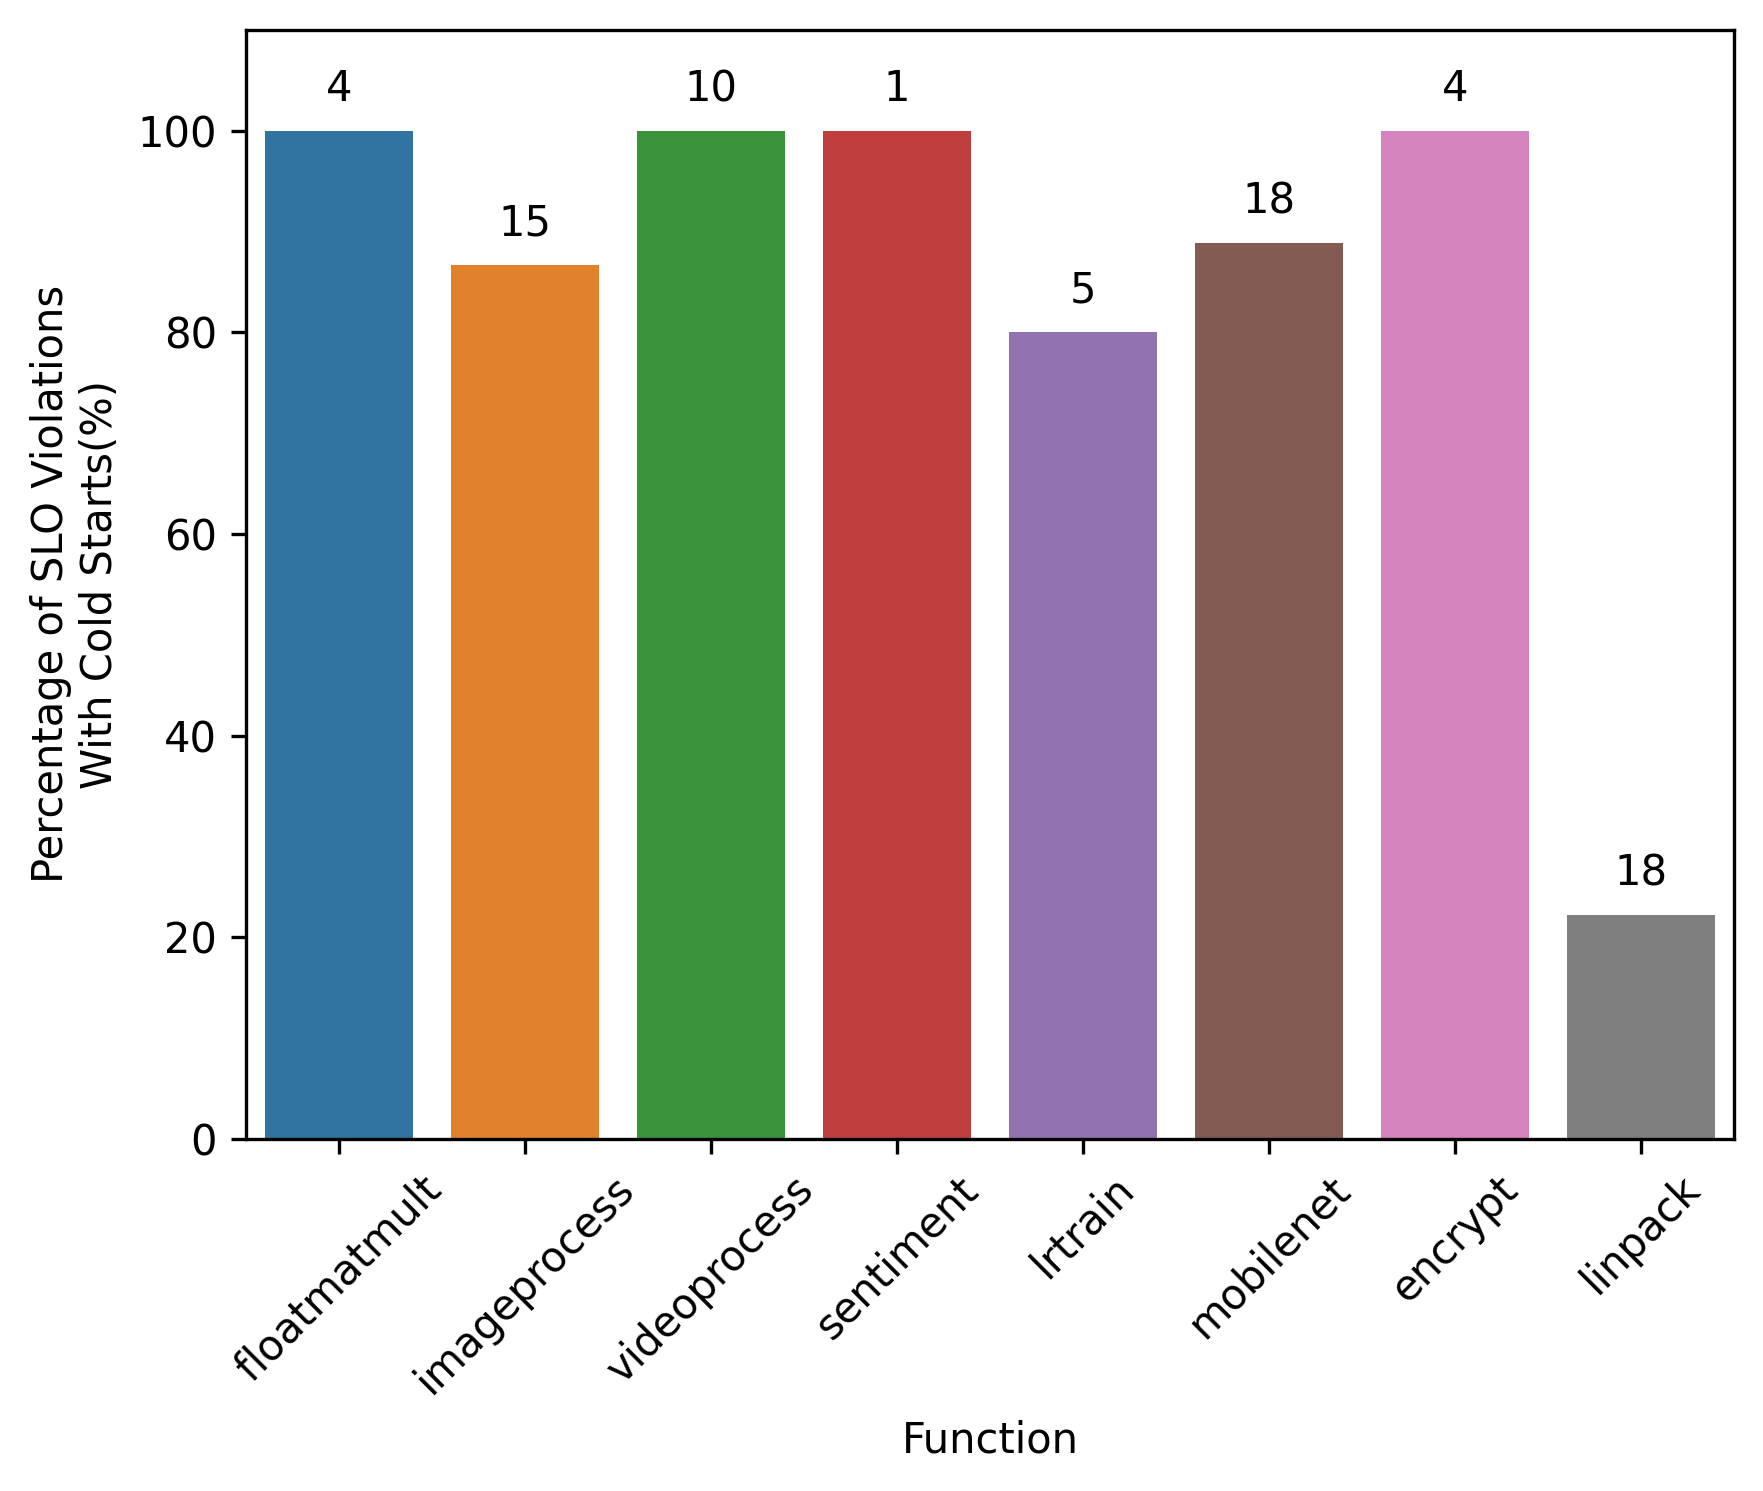 4
10
1
4
15
18
5
18
Percentage of SLO Violations
With Cold Starts(%)
100
80
60
40
20
0
floatmatmult
imageprocess
videoprocess
sentiment
lrtrain
mobilenet
encrypt
linpack
Function